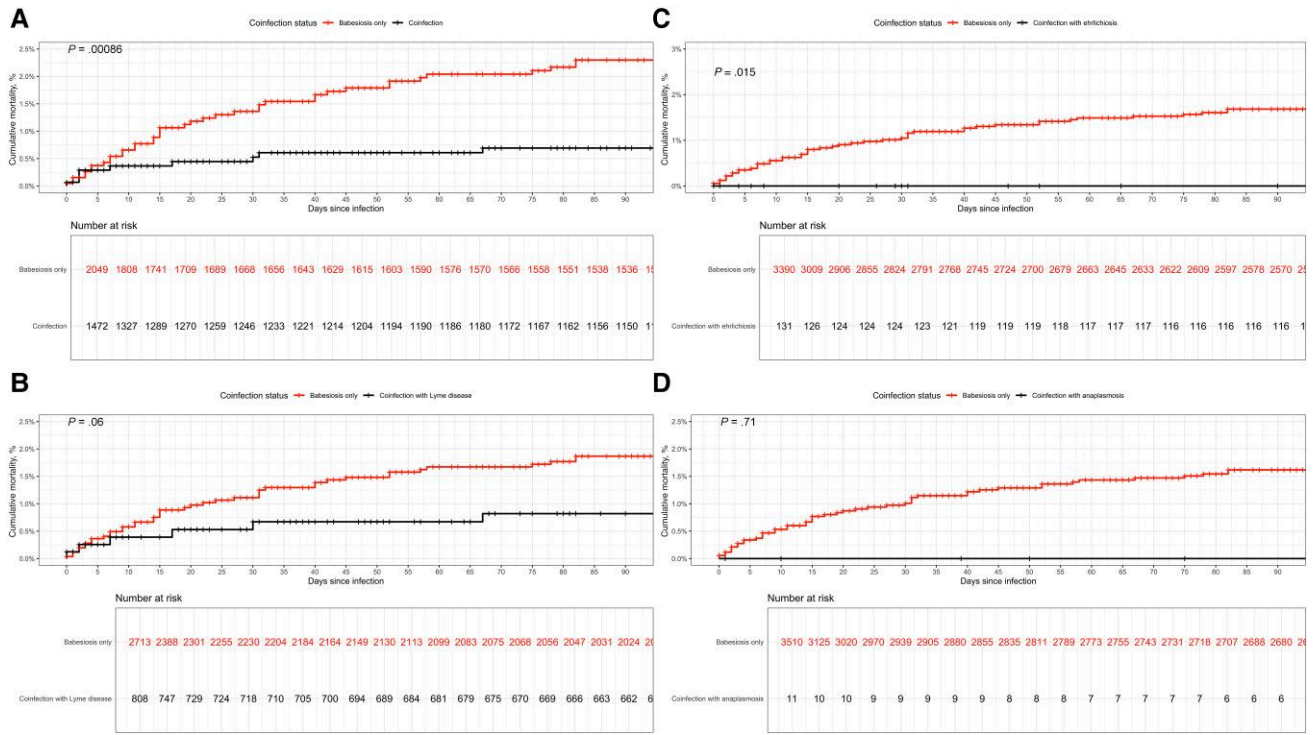 A
Coinfection status Babesiosis only Coinfection
P = .00086
2.5%
2.0%
1.5%
1.0%
0.5%
0.0%
Cumulative mortality, %
0 5 10 15 20 25 30 35 40 45 50 55 60 65 70 75 80 85 90
Days since infection
Number at risk
Babesiosis only 2049 1808 1741 1709 1689 1668 1656 1643 1629 1615 1603 1590 1576 1570 1566 1558 1551 1538 1536
Coinfection 1472 1327 1289 1270 1259 1246 1233 1221 1214 1204 1194 1190 1186 1180 1172 1167 1162 1156 1150
B
Coinfection status Babesiosis only Coinfection with Lyme disease
P = .06
2.5%
2.0%
1.5%
1.0%
0.5%
0.0%
Cumulative mortality, %
0 5 10 15 20 25 30 35 40 45 50 55 60 65 70 75 80 85 90
Days since infection
Number at risk
Babesiosis only 2713 2388 2301 2255 2230 2204 2184 2164 2149 2130 2113 2099 2083 2075 2068 2056 2047 2031 2024
Coinfection with Lyme disease 808 747 729 724 718 710 705 700 694 689 684 681 679 675 670 669 666 663 662
C
Coinfection status Babesiosis only Coinfection with ehrlichiosis
P = .015
3%
2%
1%
0%
Cumulative mortality, %
0 5 10 15 20 25 30 35 40 45 50 55 60 65 70 75 80 85 90
Days since infection
Number at risk
Babesiosis only 3390 3009 2906 2855 2824 2791 2768 2745 2724 2700 2679 2663 2645 2633 2622 2609 2597 2578 2570
Coinfection with ehrlichiosis 131 126 124 124 124 123 121 119 119 119 118 117 117 117 116 116 116 116 116
D
Coinfection status Babesiosis only Coinfection with anaplasmosis
P = .71
2.5%
2.0%
1.5%
1.0%
0.5%
0.0%
Cumulative mortality, %
0 5 10 15 20 25 30 35 40 45 50 55 60 65 70 75 80 85 90
Days since infection
Number at risk
Babesiosis only 3510 3125 3020 2970 2939 2905 2880 2855 2835 2811 2789 2773 2755 2743 2731 2718 2707 2688 2680
Coinfection with anaplasmosis 11 10 10 9 9 9 9 8 8 8 7 7 7 7 7 7 6 6 6